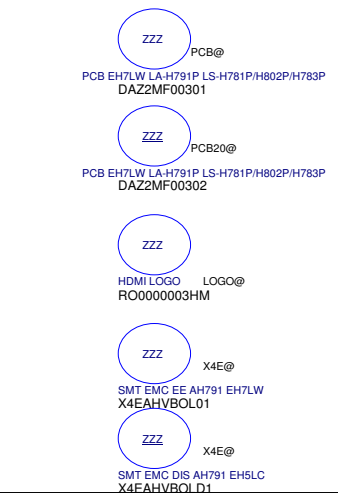 ZZZ
PCB@
PCB EH7LW LA-H791P LS-H781P/H802P/H783P
DAZ2MF00301
ZZZ
PCB20@
PCB EH7LW LA-H791P LS-H781P/H802P/H783P
DAZ2MF00302
ZZZ
HDMI LOGO LOGO@
RO0000003HM
ZZZ
X4E@
SMT EMC EE AH791 EH7LW
X4EAHVBOL01
ZZZ
X4E@
SMT EMC DIS AH791 EH5LC
X4EAHVBOLD1